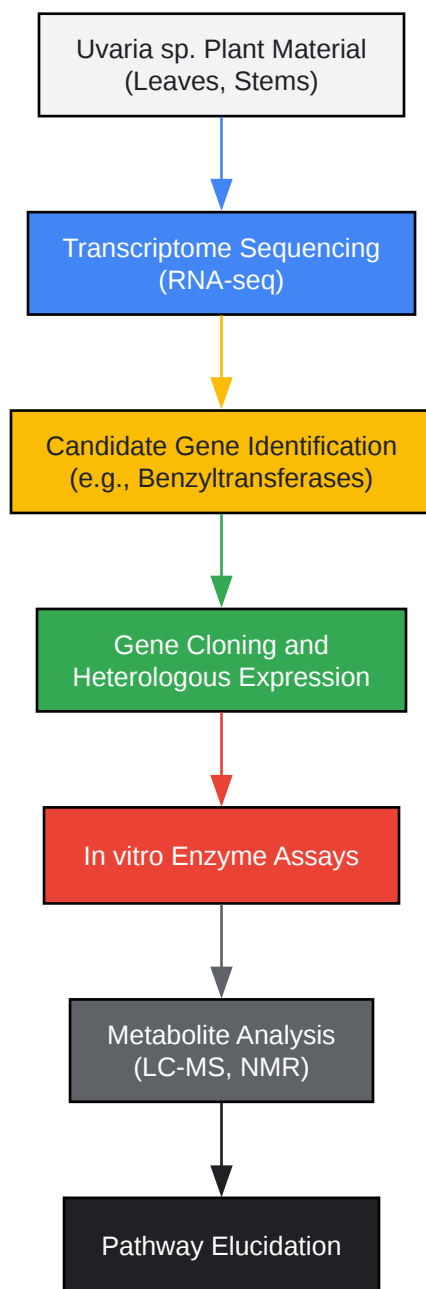 Uvaria sp. Plant Material
(Leaves, Stems)
Transcriptome Sequencing
(RNA-seq)
Candidate Gene Identification
(e.g., Benzyltransferases)
Gene Cloning and
Heterologous Expression
In vitro Enzyme Assays
Metabolite Analysis
(LC-MS, NMR)
Pathway Elucidation